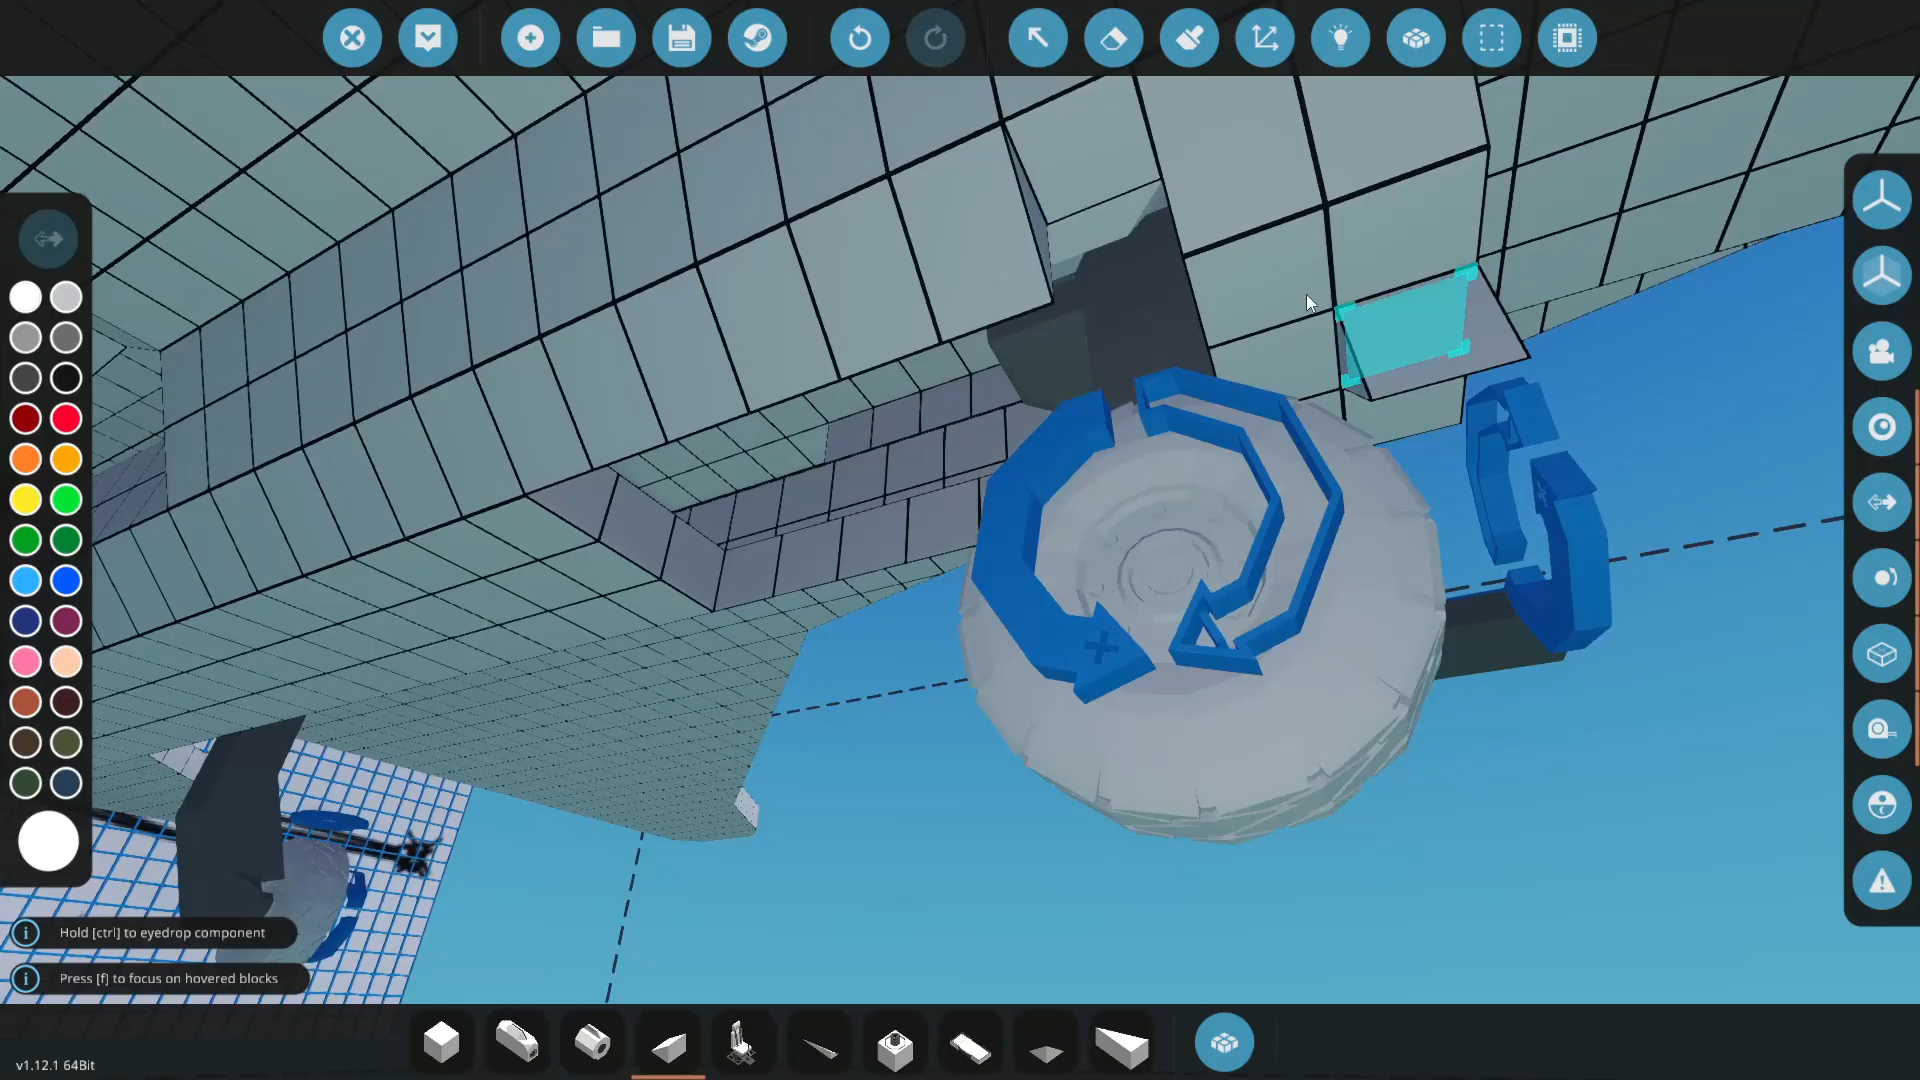 Hold [ctrl] to eyedrop component
Press [f] to focus on hovered blocks
v1.12.1 64Bit